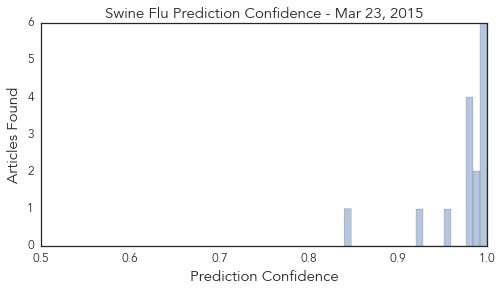 Swine Flu Prediction Confidence - Mar 23, 2015
Articles Found
6
5
4
3
2
1
0
0.5 0.6 0.7 0.8 0.9 1.0
Prediction Confidence